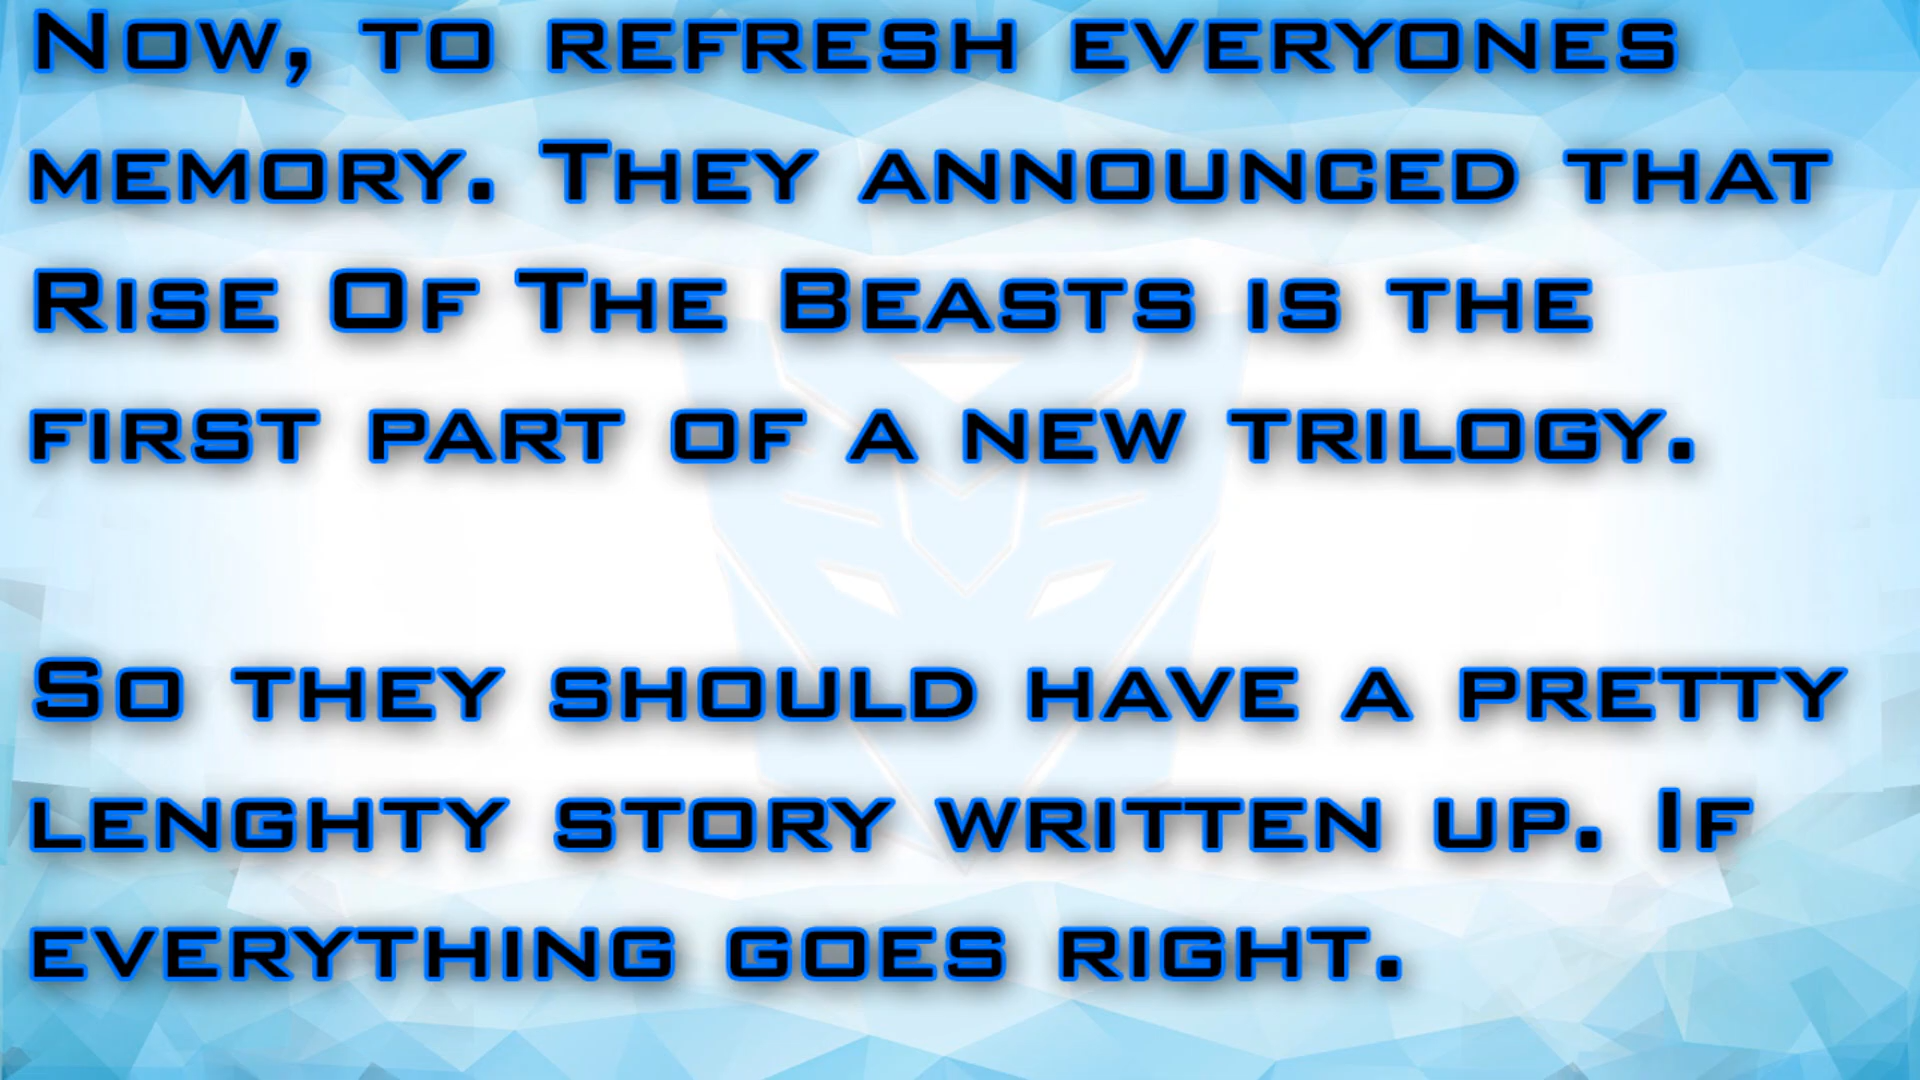 Now, to refresh everyones
memory. They announced that
Rise Of The Beasts is the
first part of a new trilogy.
So they should have a pretty
lenghty story written up. If
everything goes right.